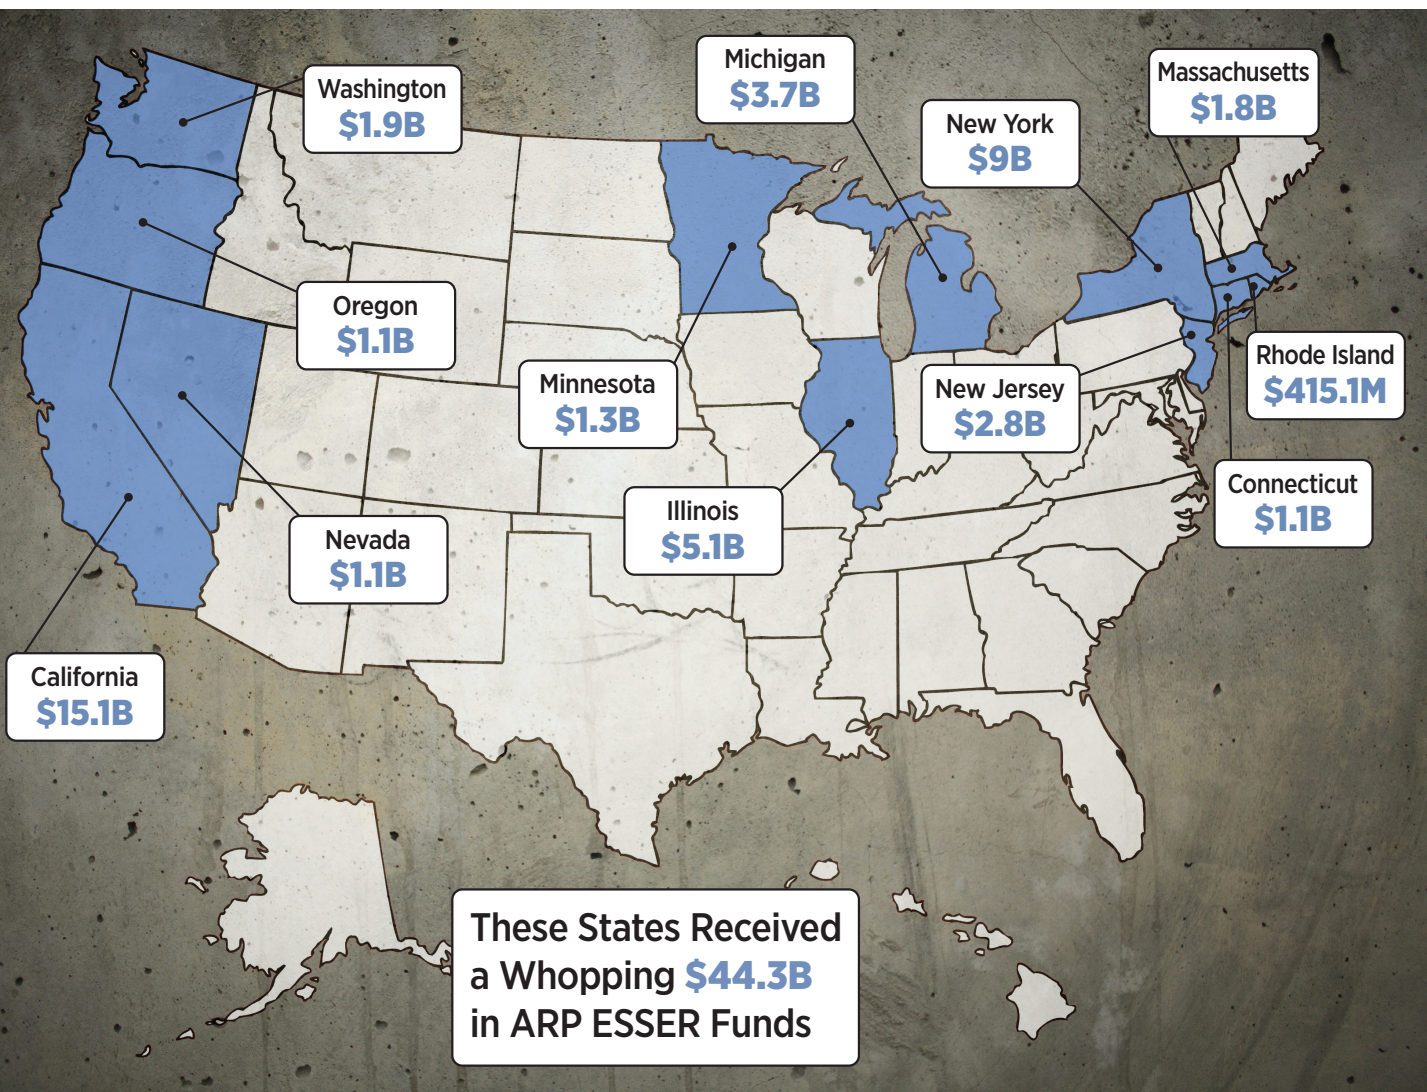 Michigan
$3.7B
Massachusetts
$1.8B
Washington
$1.9B
New York
$9B
Oregon
$1.1B
Rhode Island
$415.1M
Minnesota
$1.3B
New Jersey
$2.8B
Connecticut
$1.1B
Illinois
$5.1B
Nevada
$1.1B
California
$15.1B
These States Received
a Whopping $44.3B
in ARP ESSER Funds